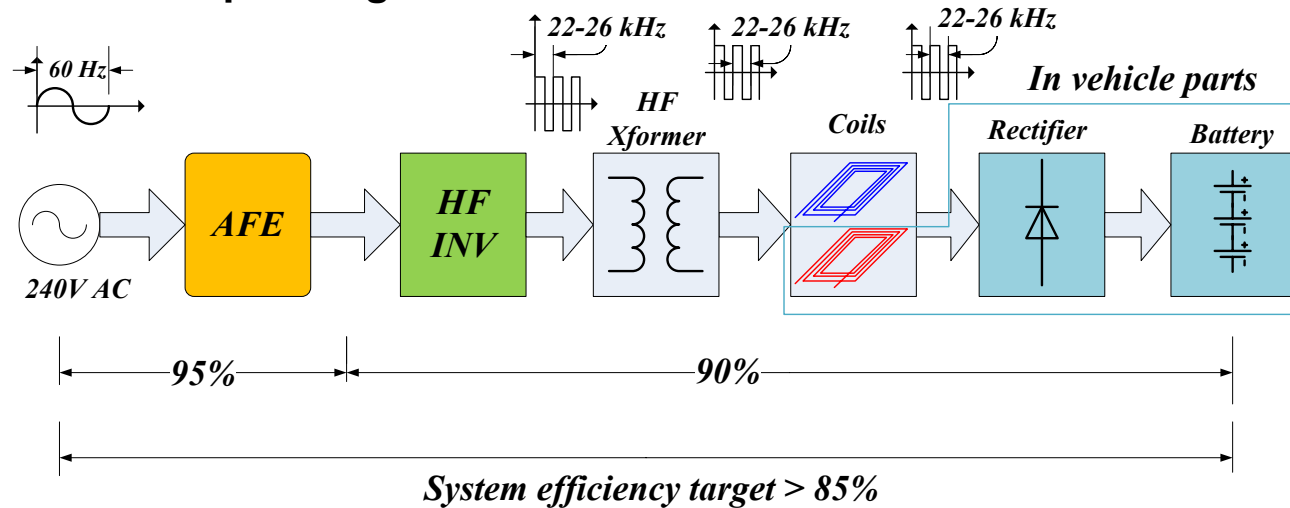 22-26 kHz
22-26 kHz
22-26 kHz
60 Hz
In vehicle parts
HF
Xformer
Coils
Rectifier
Battery
AFE
HF
INV
240V AC
95%
90%
System efficiency target > 85%